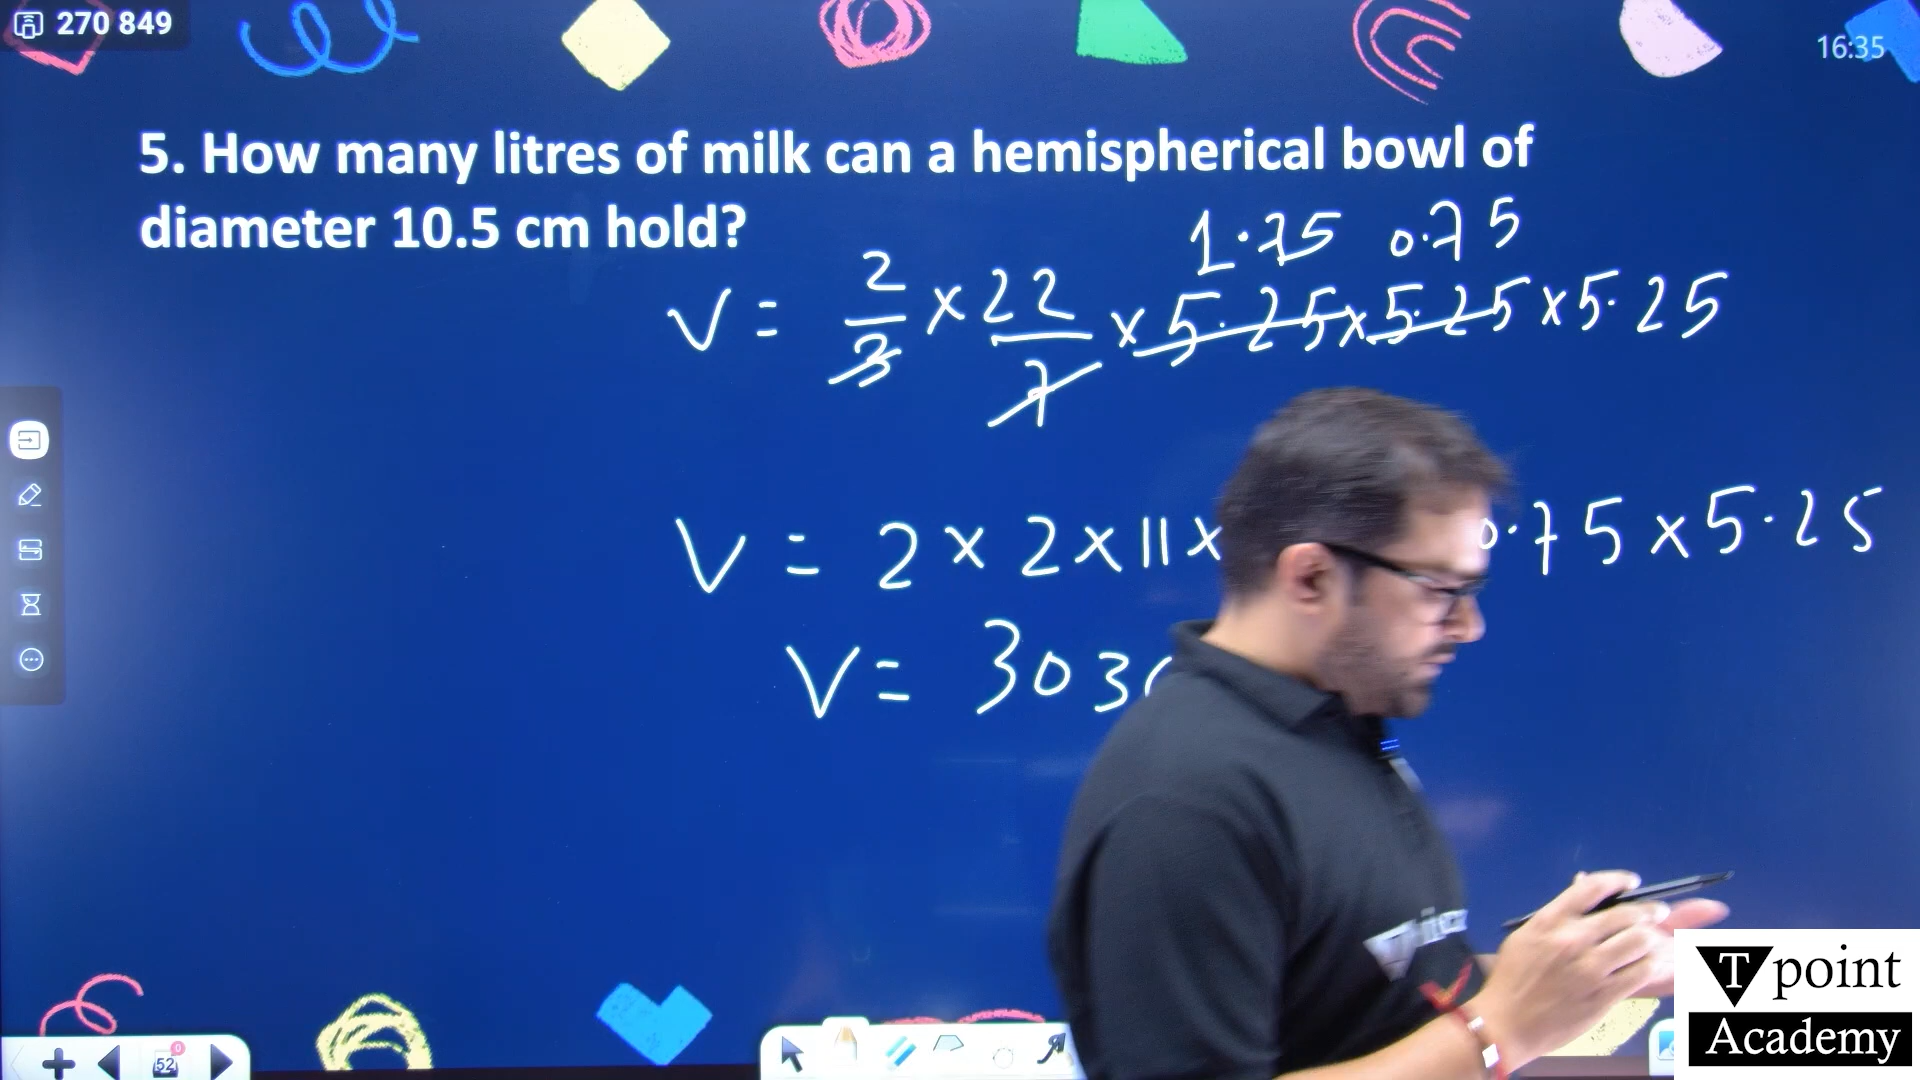 270 849
16:35
5. How many litres of milk can a hemispherical bowl of
diameter 10.5 cm hold?
1.75 0.75
V = 2/3 × 22/7 × 5.25 × 5.25 × 5.25
V = 2 × 2 × 11 × 0.75 × 5.25
V = 303
52
T point
Academy